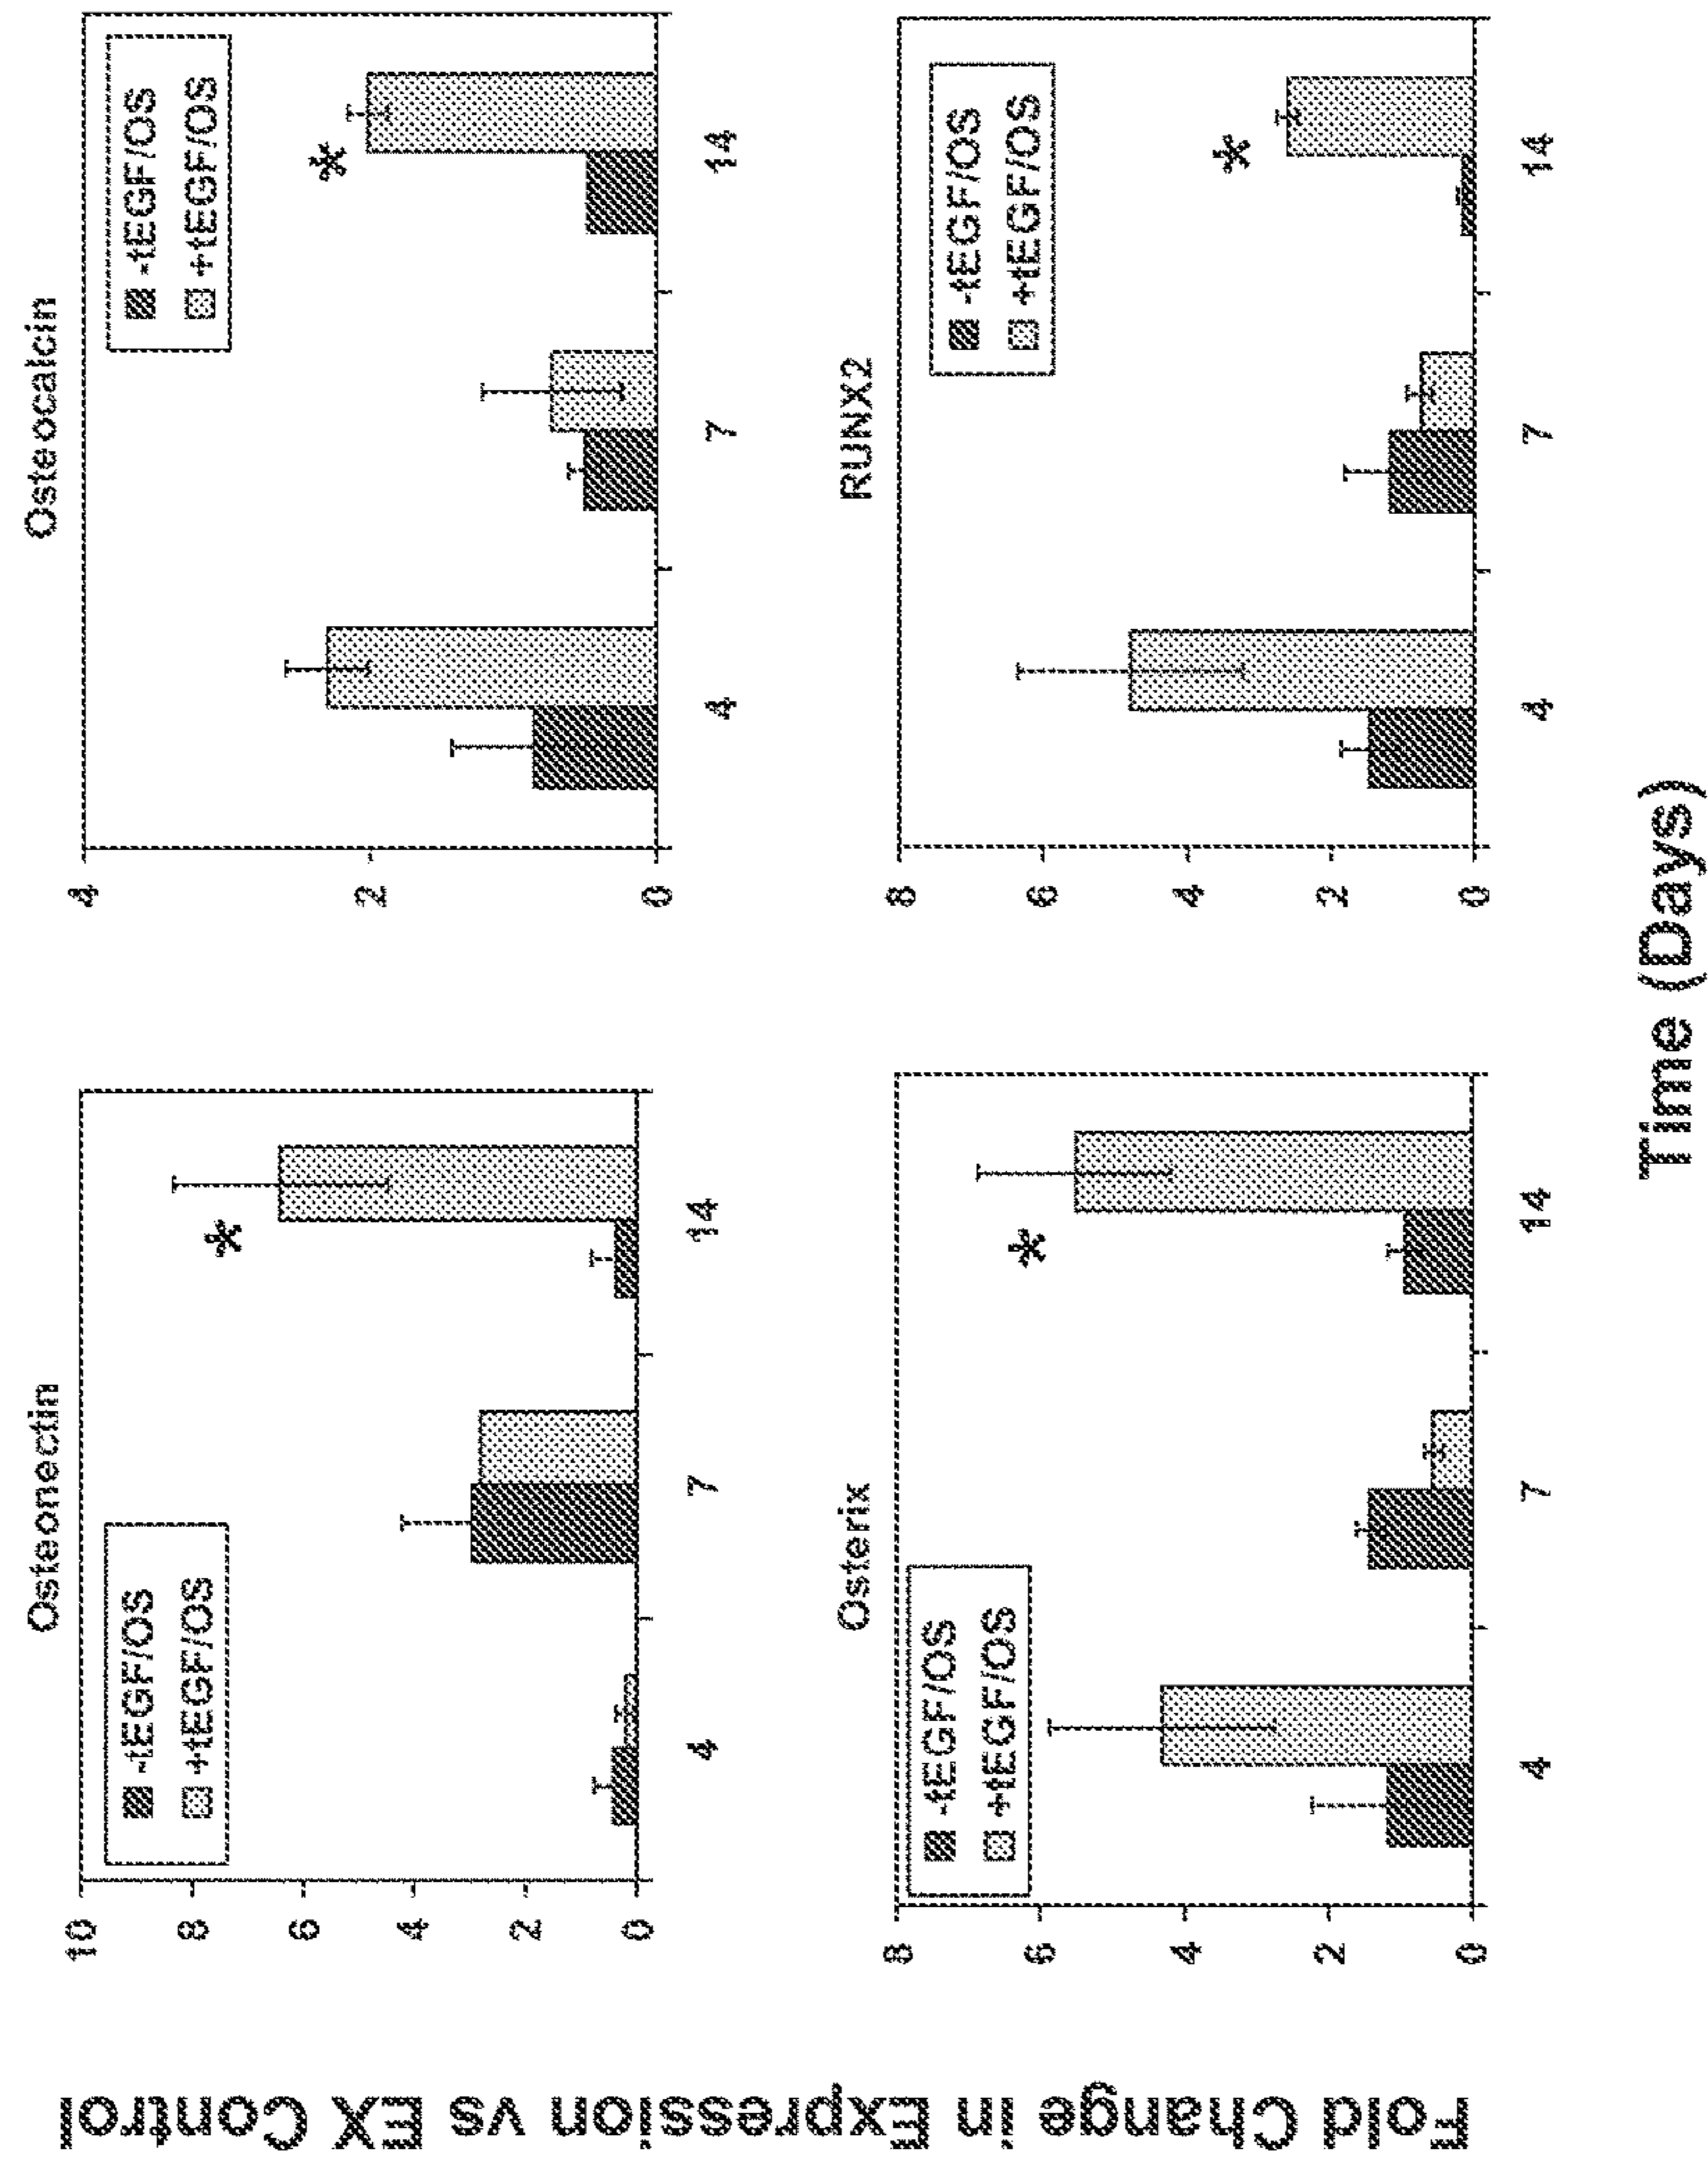 Fold Change in EXpression vs EX Control
Osteonectin
10
8
6
4
2
0
-tEGF/OS
+tEGF/OS
*
4 7 14
Osteocalcin
4
2
0
-tEGF/OS
+tEGF/OS
*
4 7 14
Osterix
8
6
4
2
0
-tEGF/OS
+tEGF/OS
*
4 7 14
RUNX2
8
6
4
2
0
-tEGF/OS
+tEGF/OS
*
4 7 14
Time (Days)